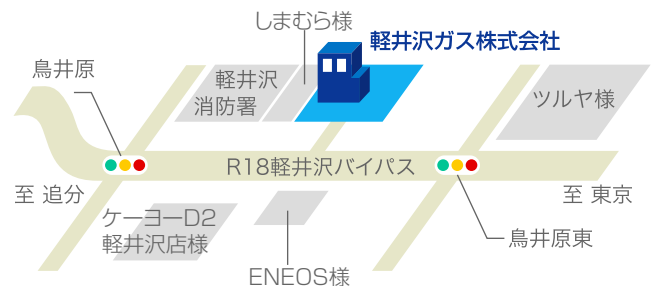 しまむら様
軽井沢ガス株式会社
鳥井原
軽井沢
消防署
ツルヤ様
R18軽井沢バイパス
至 追分
至 東京
ケーヨーD2
軽井沢店様
鳥井原東
ENEOS様